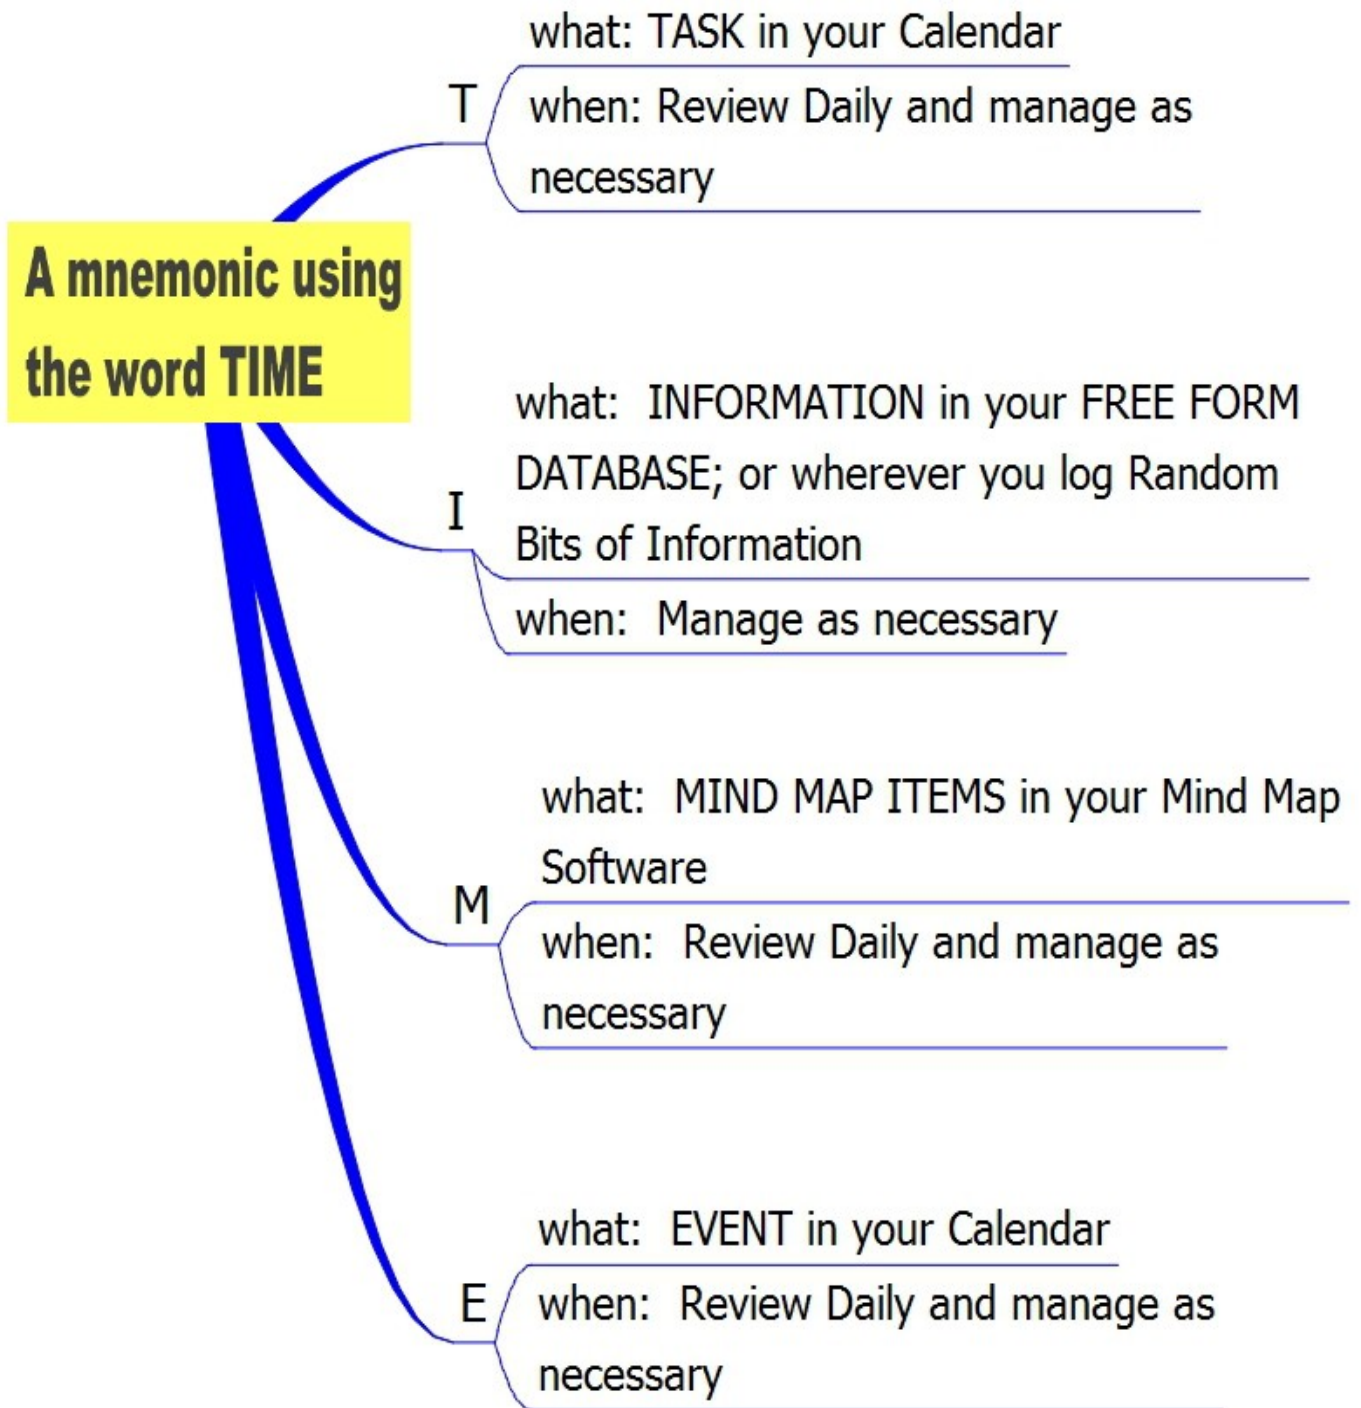 A mnemonic using
the word TIME
T
what: TASK in your Calendar
when: Review Daily and manage as
necessary
I
what:  INFORMATION in your FREE FORM
DATABASE; or wherever you log Random
Bits of Information
when:  Manage as necessary
M
what:  MIND MAP ITEMS in your Mind Map
Software
when:  Review Daily and manage as
necessary
E
what:  EVENT in your Calendar
when:  Review Daily and manage as
necessary